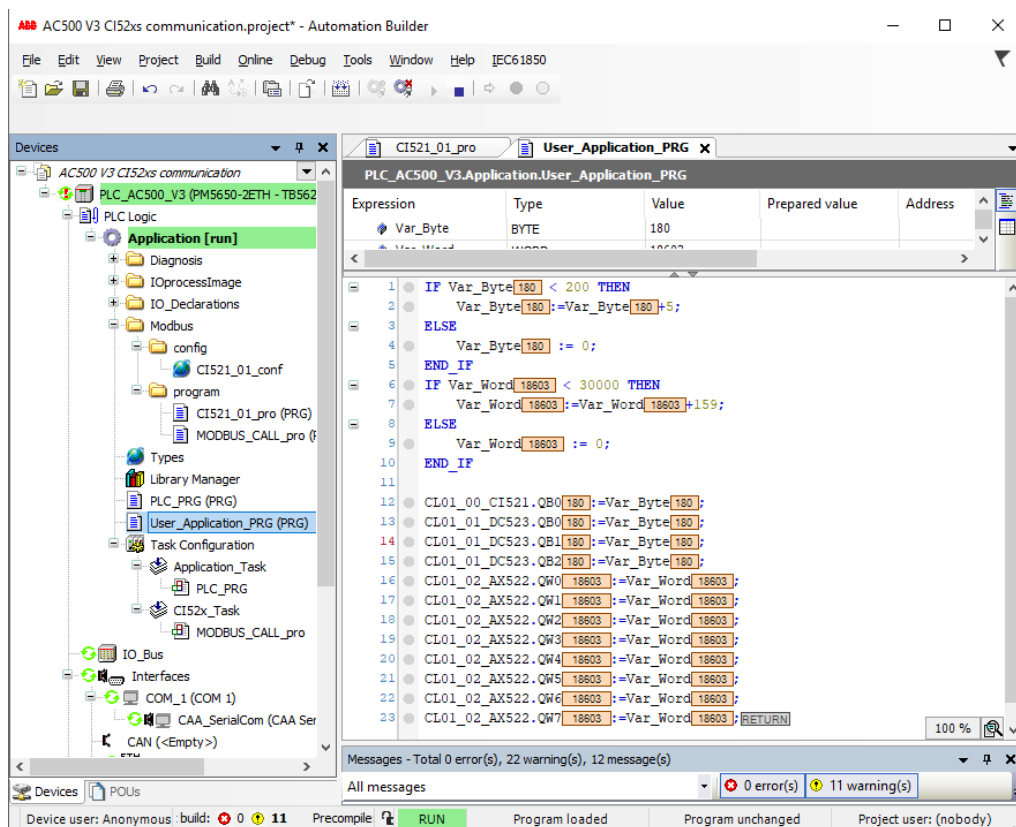 ABB AC500 V3 CI52xs communication.project* - Automation Builder
File Edit View Project Build Online Debug Tools Window Help IEC61850
Devices
AC500 V3 CI52xs communication
PLC_AC500_V3 (PM5650-2ETH - TB562
PLC Logic
Application [run]
Diagnosis
IOprocessImage
IO_Declarations
Modbus
config
CI521_01_conf
program
CI521_01_pro (PRG)
MODBUS_CALL_pro (F
Types
Library Manager
PLC_PRG (PRG)
User_Application_PRG (PRG)
Task Configuration
Application_Task
PLC_PRG
CI52x_Task
MODBUS_CALL_pro
IO_Bus
Interfaces
COM_1 (COM 1)
CAA_SerialCom (CAA Ser
CAN (<Empty>)
Devices POUs
CI521_01_pro User_Application_PRG
PLC_AC500_V3.Application.User_Application_PRG
Expression Type Value Prepared value Address
Var_Byte BYTE 180
1 IF Var_Byte 180 < 200 THEN
2 Var_Byte 180 :=Var_Byte 180 +5;
3 ELSE
4 Var_Byte 180 := 0;
5 END_IF
6 IF Var_Word 18603 < 30000 THEN
7 Var_Word 18603 :=Var_Word 18603 +159;
8 ELSE
9 Var_Word 18603 := 0;
10 END_IF
11
12 CL01_00_CI521.QB0 180 :=Var_Byte 180 ;
13 CL01_01_DC523.QB0 180 :=Var_Byte 180 ;
14 CL01_01_DC523.QB1 180 :=Var_Byte 180 ;
15 CL01_01_DC523.QB2 180 :=Var_Byte 180 ;
16 CL01_02_AX522.QW0 18603 :=Var_Word 18603 ;
17 CL01_02_AX522.QW1 18603 :=Var_Word 18603 ;
18 CL01_02_AX522.QW2 18603 :=Var_Word 18603 ;
19 CL01_02_AX522.QW3 18603 :=Var_Word 18603 ;
20 CL01_02_AX522.QW4 18603 :=Var_Word 18603 ;
21 CL01_02_AX522.QW5 18603 :=Var_Word 18603 ;
22 CL01_02_AX522.QW6 18603 :=Var_Word 18603 ;
23 CL01_02_AX522.QW7 18603 :=Var_Word 18603 ; RETURN
100 %
Messages - Total 0 error(s), 22 warning(s), 12 message(s)
All messages 0 error(s) 11 warning(s)
Device user: Anonymous build: 0 11 Precompile RUN Program loaded Program unchanged Project user: (nobody)